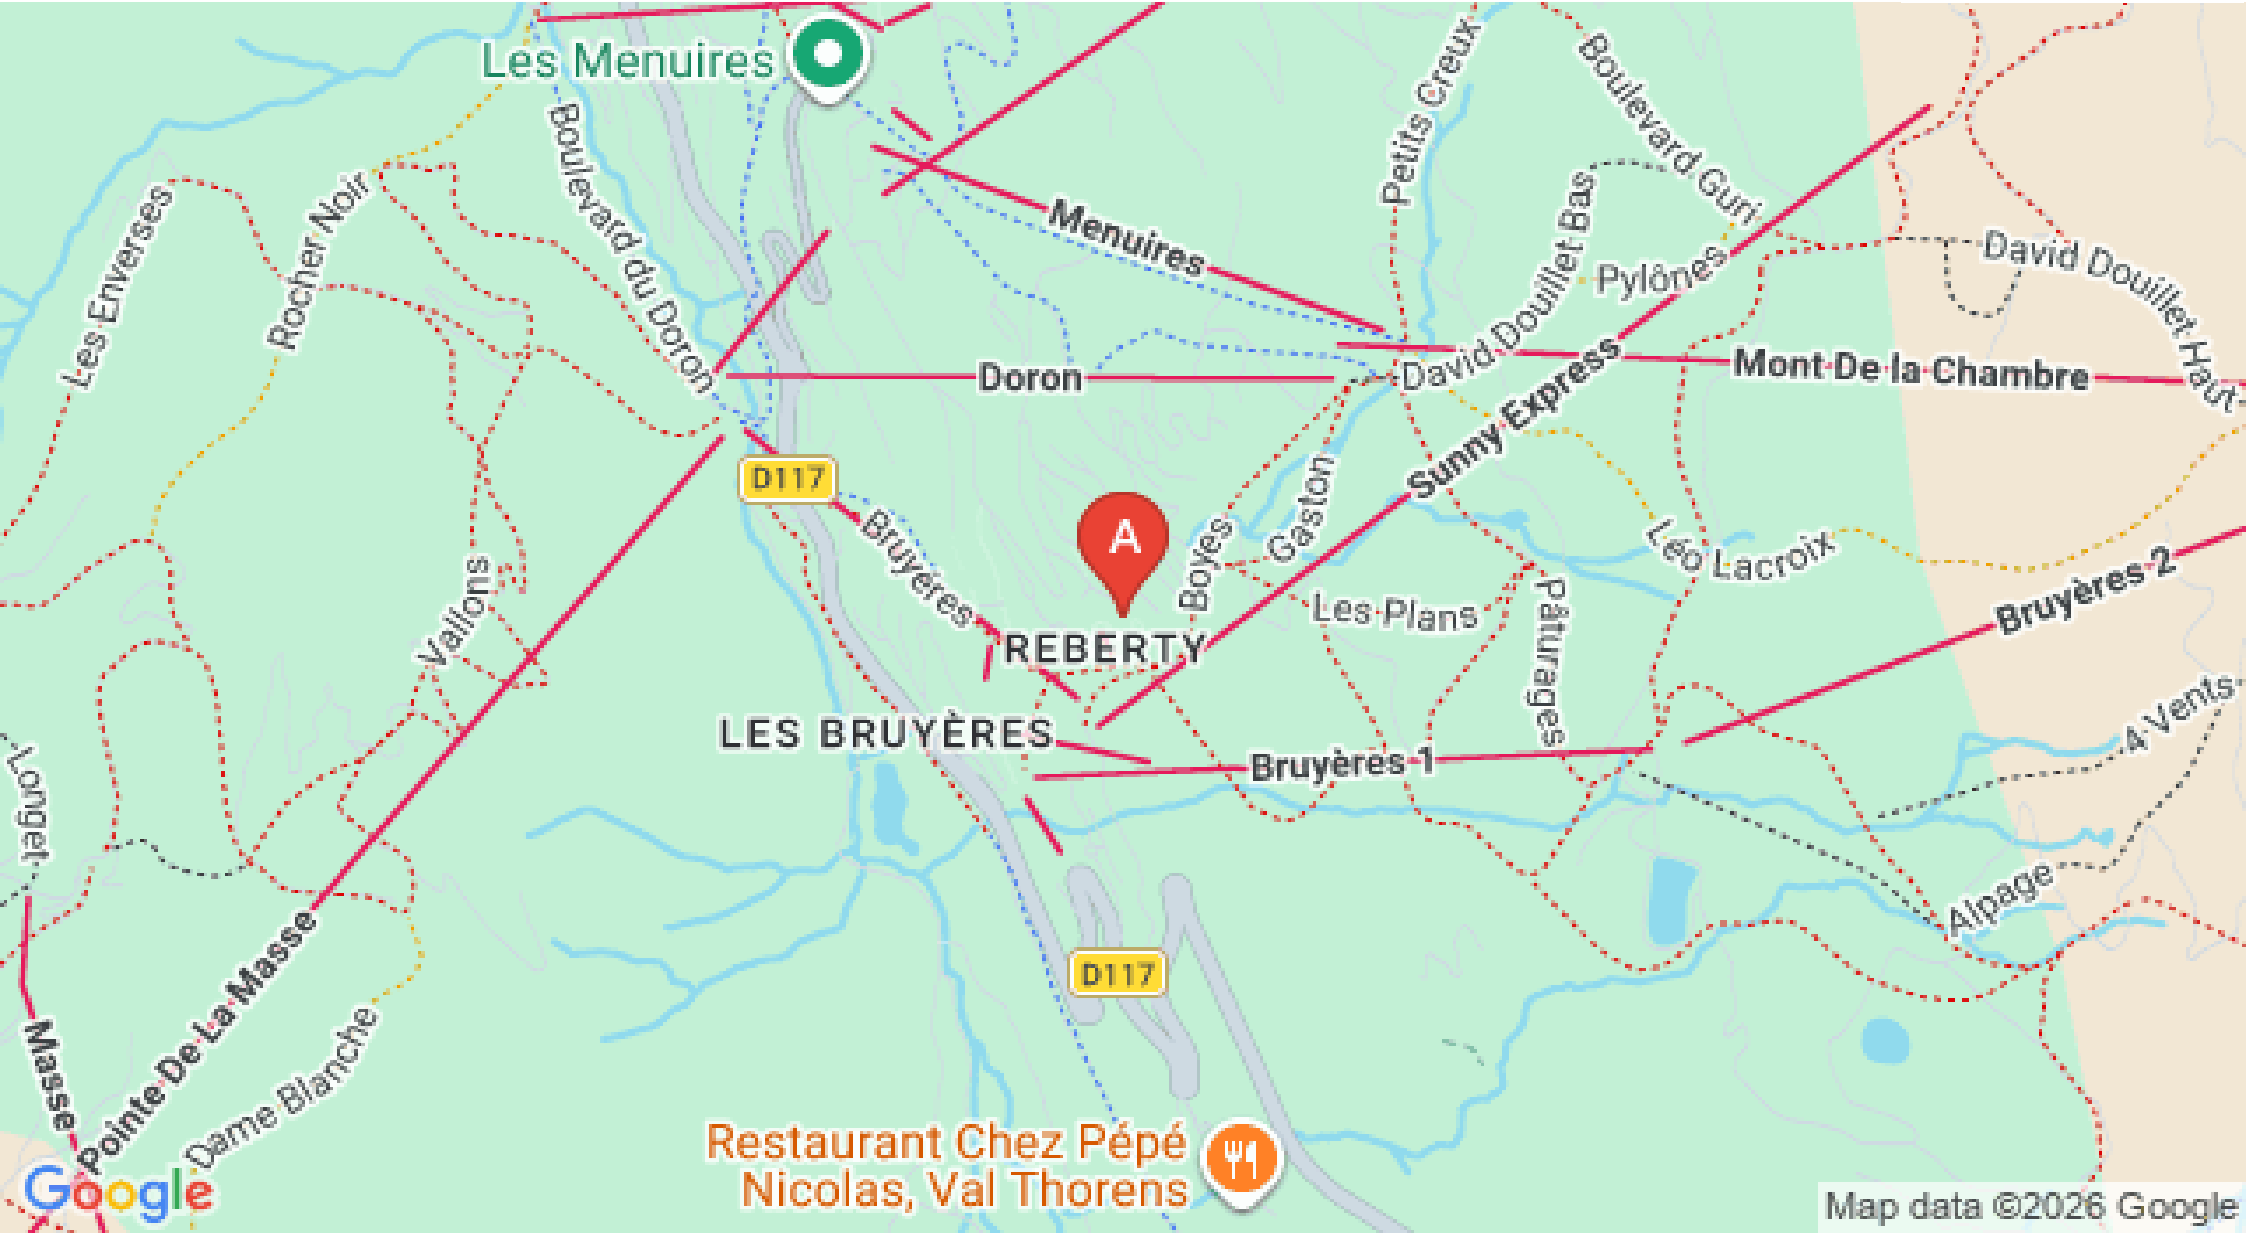 Les Menuires
Boulevard du Doron
Petits Creux
Boulevard Guri
Les Enverses
Rocher Noir
Menuires
David Douillet Bas
Pylônes
David Douillet Haut
Doron
David
Mont De la Chambre
Sunny Express
D117
Bruyères
A
Boyes
Gaston
Léo Lacroix
Bruyères 2
Les Plans
Pâturages
Vallons
REBERTY
LES BRUYÈRES
Bruyères 1
4 Vents
Longet
Alpage
D117
Masse
Pointe De La Masse
Dame Blanche
Restaurant Chez Pépé
Nicolas, Val Thorens
Google
Map data ©2026 Google